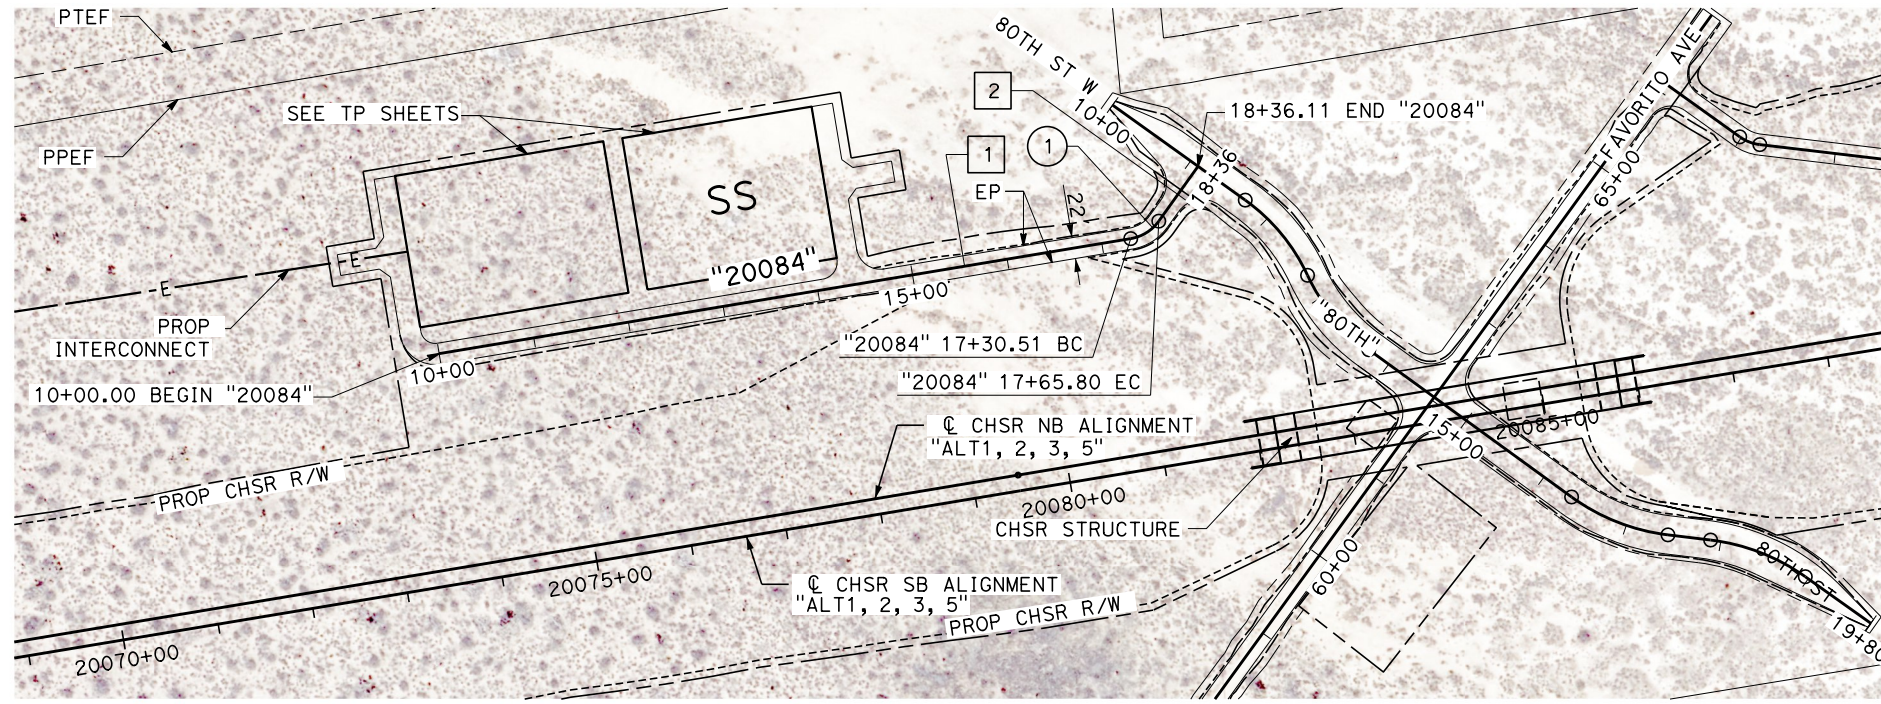 PTEF
80TH ST W
FAVORITO AVE
2
10+00
18+36.11 END "20084"
SEE TP SHEETS
PPEF
1
1
18+36
65+00
EP
22
SS
E
"20084"
E
15+00
PROP
INTERCONNECT
"80TH"
"20084" 17+30.51 BC
10+00
10+00.00 BEGIN "20084"
"20084" 17+65.80 EC
℄ CHSR NB ALIGNMENT
"ALT1, 2, 3, 5"
15+00
20085+00
PROP CHSR R/W
20080+00
CHSR STRUCTURE
60+00
80TH ST
20075+00
℄ CHSR SB ALIGNMENT
"ALT1, 2, 3, 5"
PROP CHSR R/W
20070+00
19+80